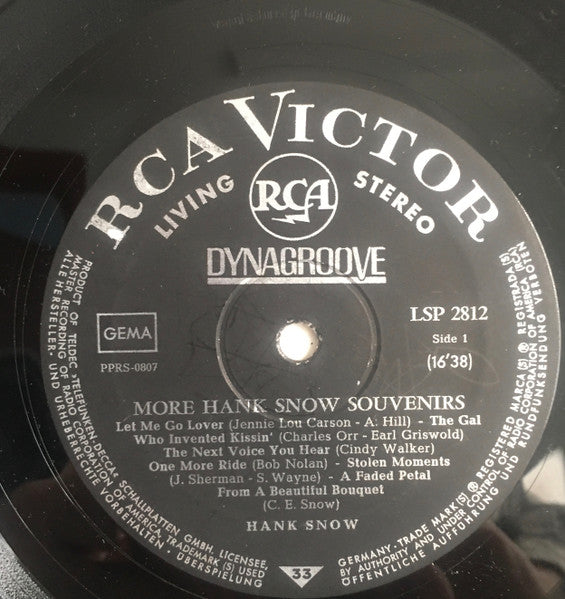 RCA VICTOR
LIVING STEREO
RCA
DYNAGROOVE
LSP 2812
GEMA
Side 1
PPRS-0807
(16'38)
MORE HANK SNOW SOUVENIRS
Let Me Go Lover (Jennie Lou Carson - A. Hill) - The Gal
Who Invented Kissin' (Charles Orr - Earl Griswold)
The Next Voice You Hear (Cindy Walker)
One More Ride (Bob Nolan) - Stolen Moments
(J. Sherman - S. Wayne) - A Faded Petal
From A Beautiful Bouquet
(C. E. Snow)
HANK SNOW
33
PRODUCT OF TELDEC »TELEFUNKEN-DECCA« SCHALLPLATTEN GMBH, LICENSEE,
MASTER RECORDING OF RADIO CORPORATION OF AMERICA, TRADEMARK (S) USED
ALLE HERSTELLER- UND URHEBERRECHTE VORBEHALTEN · ÜBERSPIELUNG
GERMANY · TRADE MARK(S) ® REGISTERED MARCA(S) ® REGISTRADA(S)
BY AUTHORITY AND UNDER CONTROL OF RADIO CORPORATION OF AMERICA (RCA)
ÖFFENTLICHE AUFFÜHRUNG UND RUNDFUNKSENDUNG VERBOTEN